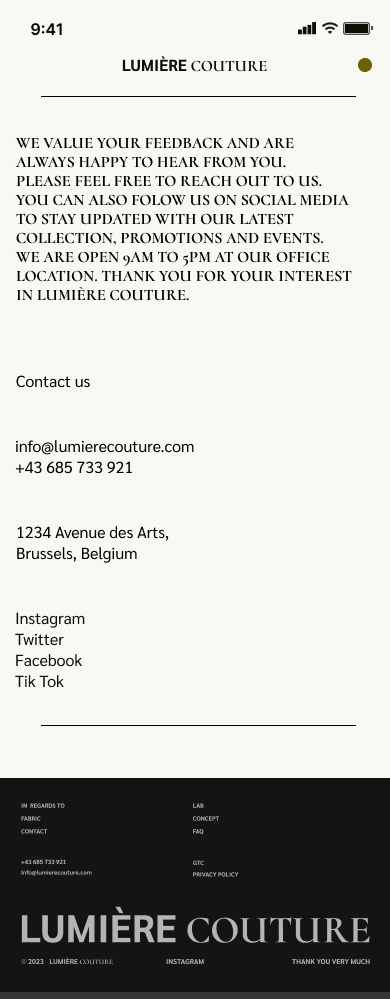 9:41
LUMIÈRE COUTURE
WE VALUE YOUR FEEDBACK AND ARE
ALWAYS HAPPY TO HEAR FROM YOU.
PLEASE FEEL FREE TO REACH OUT TO US.
YOU CAN ALSO FOLOW US ON SOCIAL MEDIA
TO STAY UPDATED WITH OUR LATEST
COLLECTION, PROMOTIONS AND EVENTS.
WE ARE OPEN 9AM TO 5PM AT OUR OFFICE
LOCATION. THANK YOU FOR YOUR INTEREST
IN LUMIÈRE COUTURE.
Contact us
info@lumierecouture.com
+43 685 733 921
1234 Avenue des Arts,
Brussels, Belgium
Instagram
Twitter
Facebook
Tik Tok
IN REGARDS TO
FABRIC
CONTACT
LAB
CONCEPT
FAQ
+43 685 733 921
Info@lumierecouture.com
GTC
PRIVACY POLICY
LUMIÈRE COUTURE
© 2023 LUMIÈRE COUTURE INSTAGRAM THANK YOU VERY MUCH